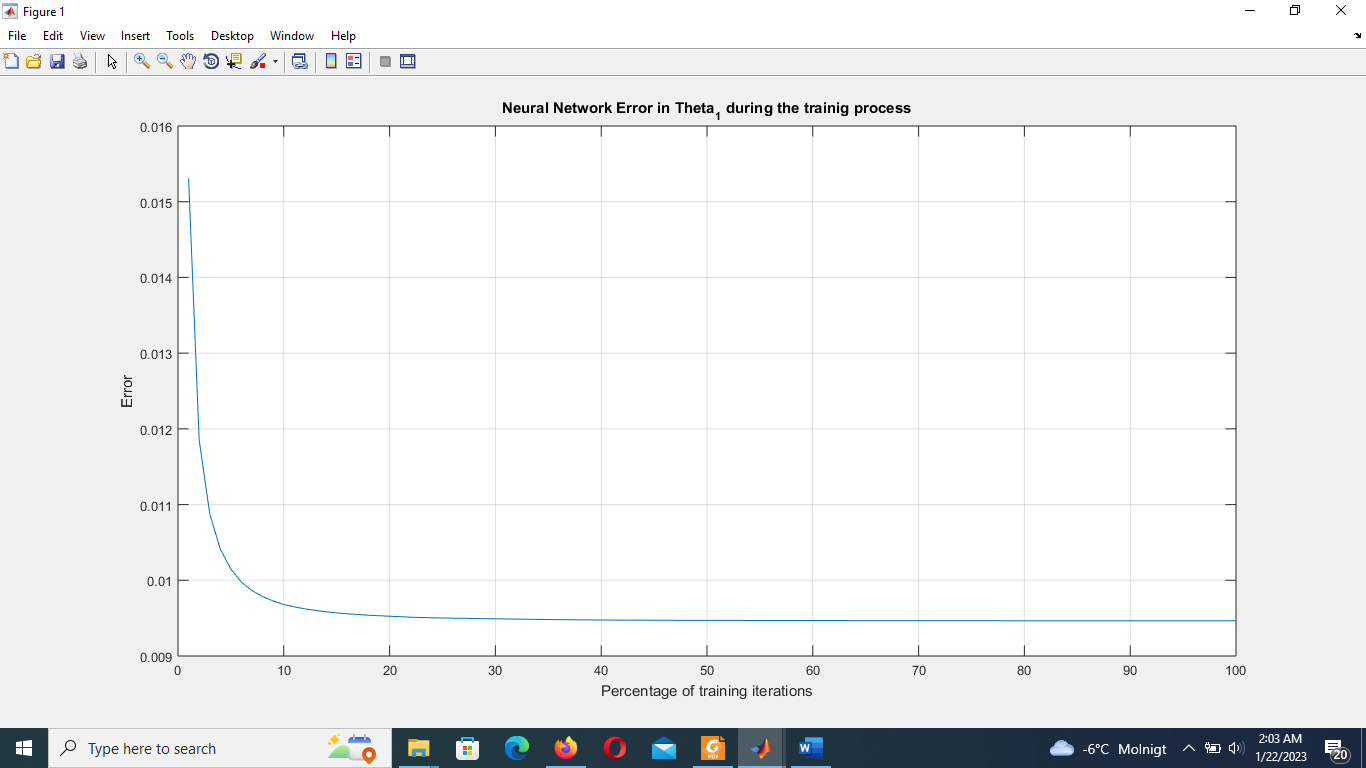 Figure 1
File Edit View Insert Tools Desktop Window Help
Neural Network Error in Theta1 during the trainig process
0.016
0.015
0.014
0.013
0.012
0.011
0.01
0.009
Error
0 10 20 30 40 50 60 70 80 90 100
Percentage of training iterations
Type here to search
G
PDF
W
-6°C Molnigt
2:03 AM
1/22/2023
20